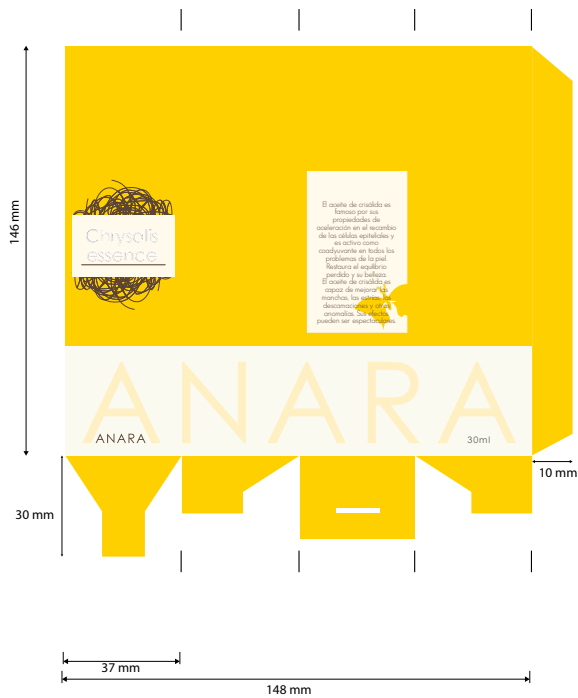 146 mm
Chrysalis
essence
El aceite de crisálida es
famoso por sus
propiedades de
aceleración en el recambio
de las células epiteliales y
es activo como
coadyuvante en todos los
problemas de la piel.
Restaura el equilibrio
perdido y su belleza.
El aceite de crisálida es
capaz de mejorar las
manchas, las estrías, las
descamaciones y otras
anomalías. Sus efectos
pueden ser espectaculares.
ANARA
ANARA
30ml
10 mm
30 mm
37 mm
148 mm